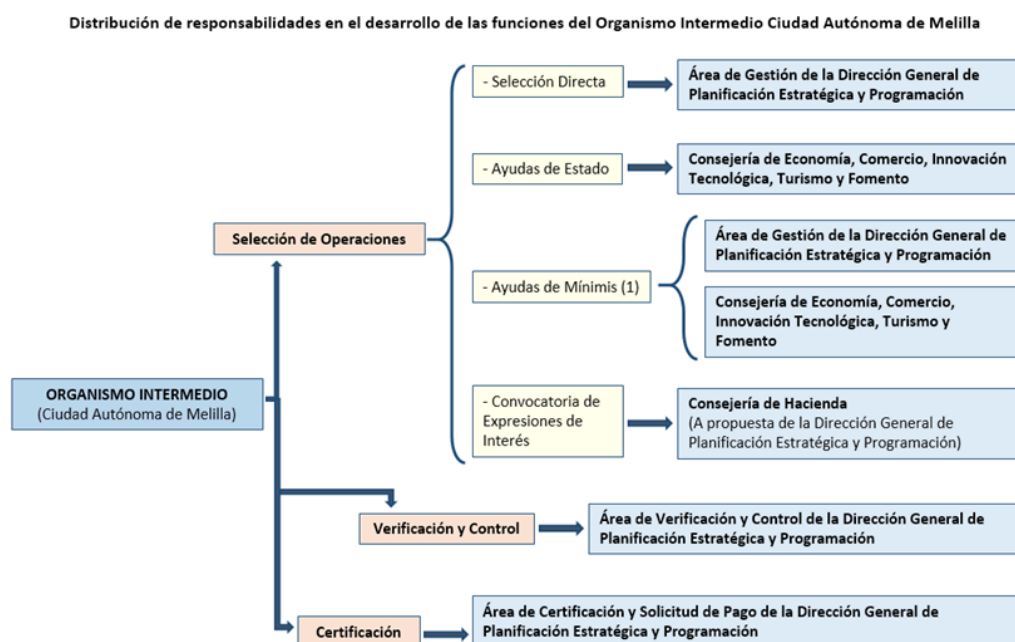 Distribución de responsabilidades en el desarrollo de las funciones del Organismo Intermedio Ciudad Autónoma de Melilla
- Selección Directa
Área de Gestión de la Dirección General de
Planificación Estratégica y Programación
- Ayudas de Estado
Consejería de Economía, Comercio, Innovación
Tecnológica, Turismo y Fomento
Selección de Operaciones
Área de Gestión de la Dirección General de
Planificación Estratégica y Programación
- Ayudas de Mínimis (1)
Consejería de Economía, Comercio,
Innovación Tecnológica, Turismo y
Fomento
ORGANISMO INTERMEDIO
(Ciudad Autónoma de Melilla)
- Convocatoria de
Expresiones de
Interés
Consejería de Hacienda
(A propuesta de la Dirección General de
Planificación Estratégica y Programación)
Verificación y Control
Área de Verificación y Control de la Dirección General de
Planificación Estratégica y Programación
Certificación
Área de Certificación y Solicitud de Pago de la Dirección General de
Planificación Estratégica y Programación